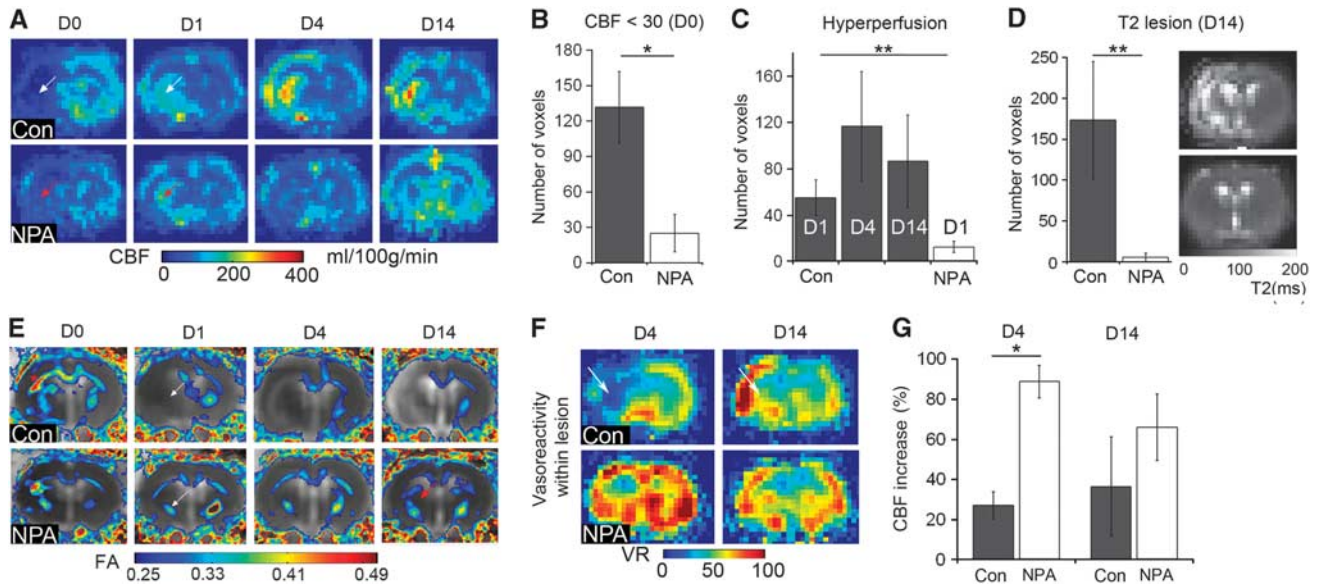 A
D0 D1 D4 D14
Con
NPA
CBF 0 200 400 ml/100g/min
B
CBF < 30 (D0)
Number of voxels
180
150
120
90
60
30
0
*
Con NPA
C
Hyperperfusion
Number of voxels
160
120
80
40
0
**
D1 D4 D14 D1
Con NPA
D
T2 lesion (D14)
Number of voxels
250
200
150
100
50
0
**
Con NPA
0 100 200
T2(ms)
E
D0 D1 D4 D14
Con
NPA
FA
0.25 0.33 0.41 0.49
F
D4 D14
Vasoreactivity
within lesion
Con
NPA
VR
0 50 100
G
D4 D14
CBF increase (%)
100
80
60
40
20
0
*
Con NPA Con NPA